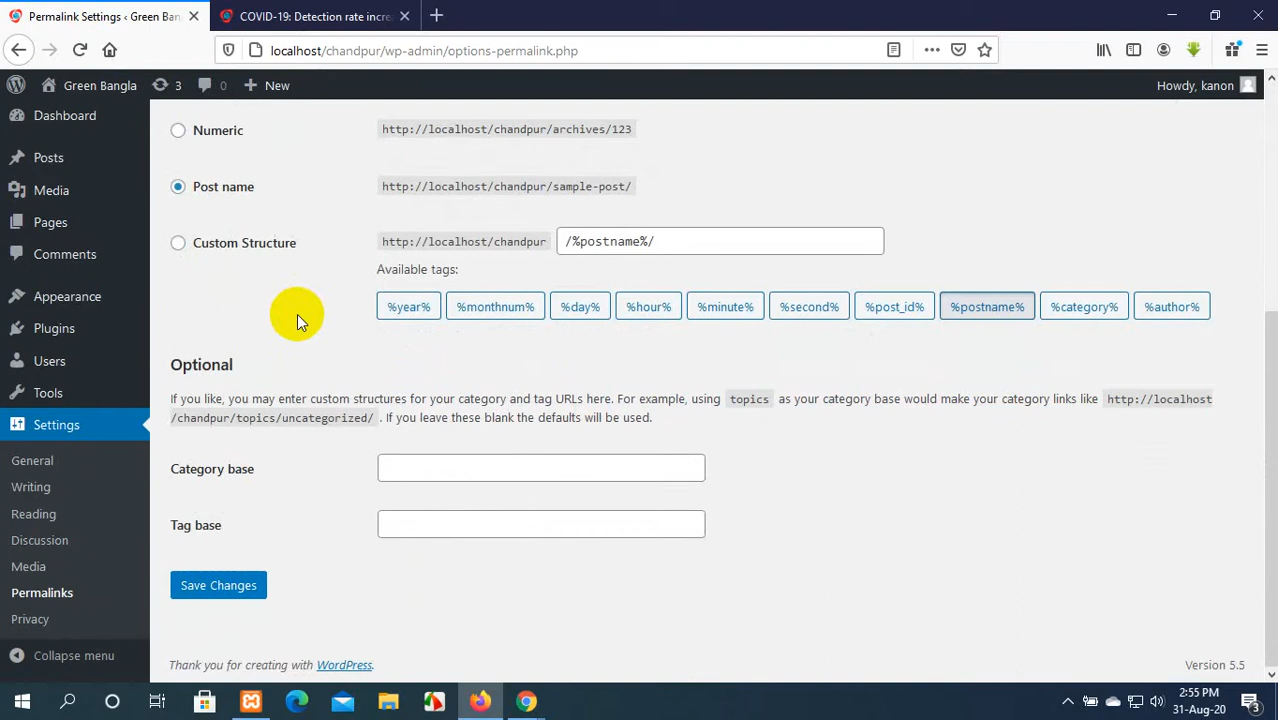 Permalink Settings ‹ Green Ban
COVID-19: Detection rate incre
localhost/chandpur/wp-admin/options-permalink.php
Green Bangla
3
0
New
Howdy, kanon
Dashboard
Posts
Media
Pages
Comments
Appearance
Plugins
Users
Tools
Settings
General
Writing
Reading
Discussion
Media
Permalinks
Privacy
Collapse menu
Numeric
http://localhost/chandpur/archives/123
Post name
http://localhost/chandpur/sample-post/
Custom Structure
http://localhost/chandpur
/%postname%/
Available tags:
%year%
%monthnum%
%day%
%hour%
%minute%
%second%
%post_id%
%postname%
%category%
%author%
Optional
If you like, you may enter custom structures for your category and tag URLs here. For example, using topics as your category base would make your category links like http://localhost
/chandpur/topics/uncategorized/ . If you leave these blank the defaults will be used.
Category base
Tag base
Save Changes
Thank you for creating with WordPress.
Version 5.5
2:55 PM
31-Aug-20
3